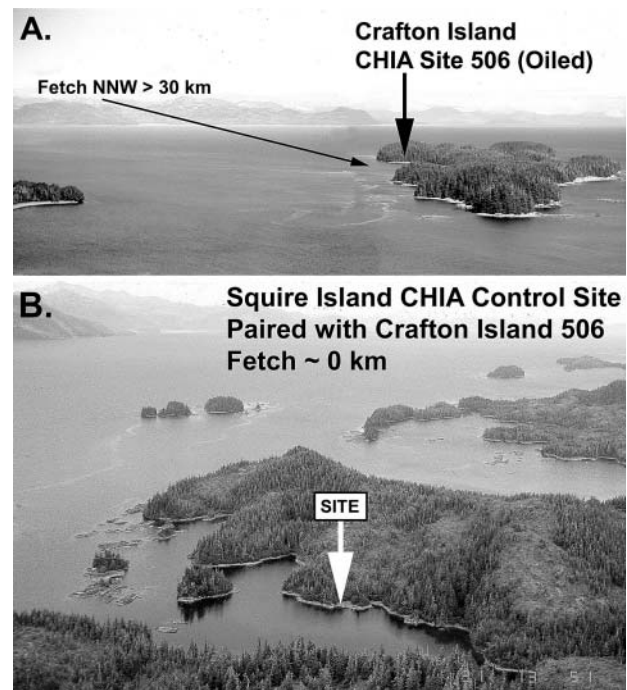 A.
Crafton Island
CHIA Site 506 (Oiled)
Fetch NNW > 30 km
B.
Squire Island CHIA Control Site
Paired with Crafton Island 506
Fetch ~ 0 km
SITE